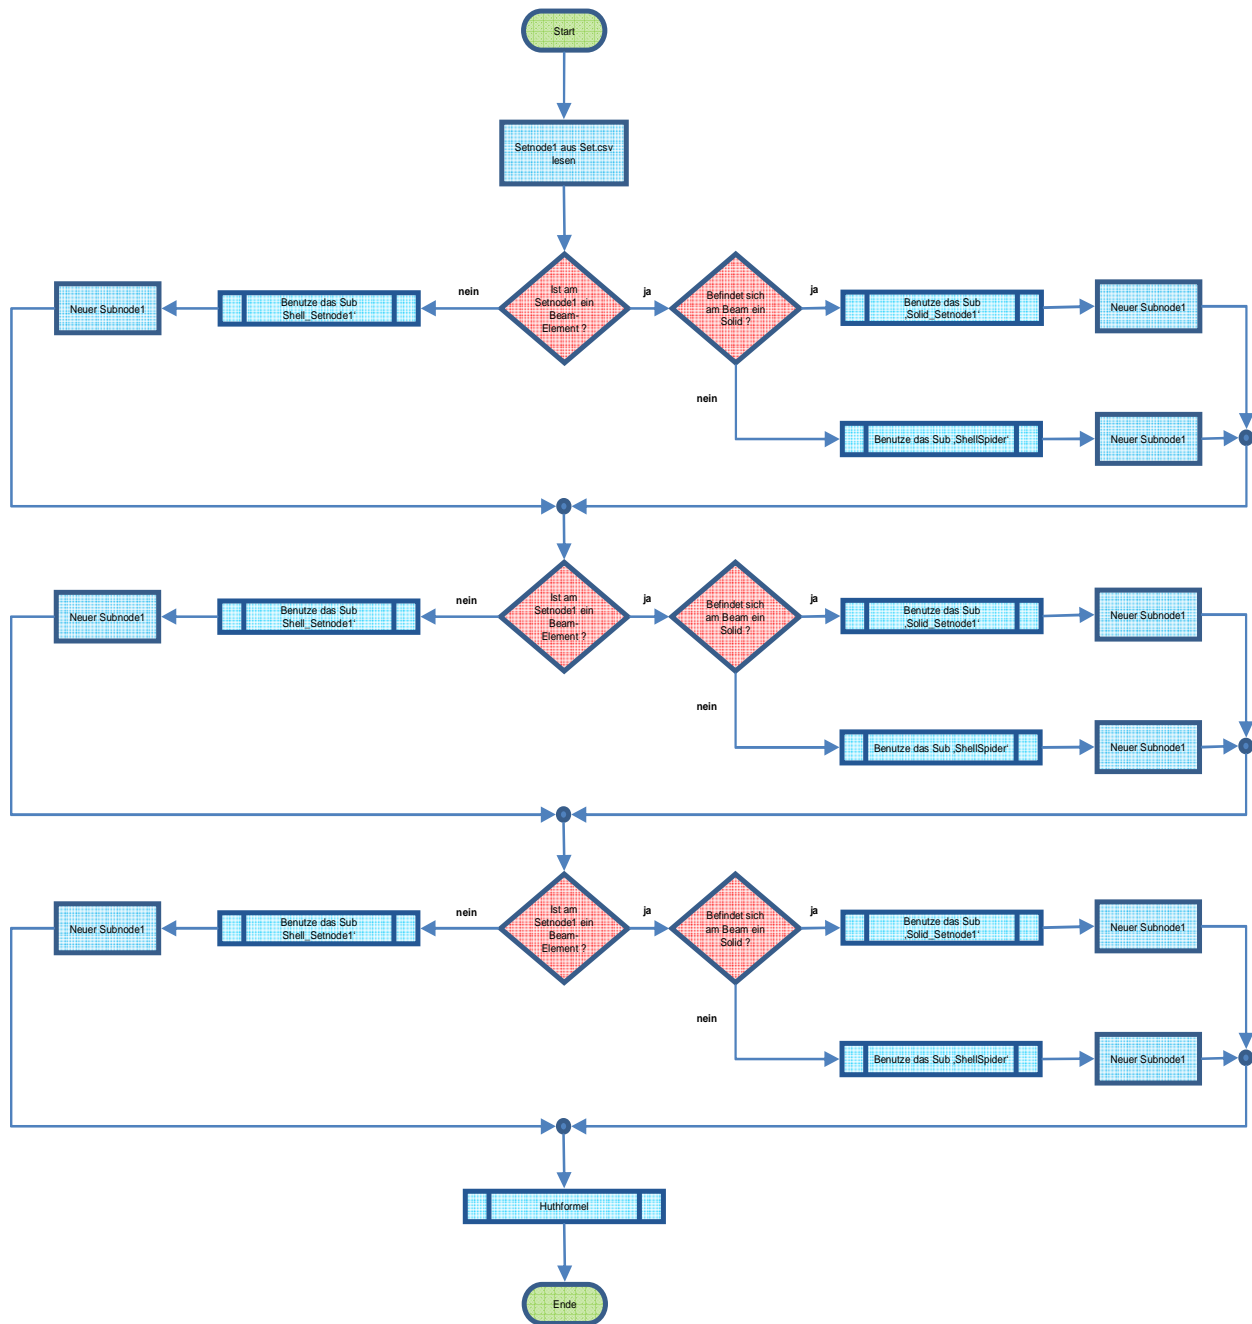 Start
Setnode1 aus Set.csv
lesen
Neuer Subnode1
Benutze das Sub
Shell_Setnode1‘
nein
Ist am
Setnode1 ein
Beam-
Element ?
ja
Befindet sich
am Beam ein
Solid ?
ja
Benutze das Sub
‚Solid_Setnode1‘
Neuer Subnode1
nein
Benutze das Sub ‚ShellSpider‘
Neuer Subnode1
Neuer Subnode1
Benutze das Sub
Shell_Setnode1‘
nein
Ist am
Setnode1 ein
Beam-
Element ?
ja
Befindet sich
am Beam ein
Solid ?
ja
Benutze das Sub
‚Solid_Setnode1‘
Neuer Subnode1
nein
Benutze das Sub ‚ShellSpider‘
Neuer Subnode1
Neuer Subnode1
Benutze das Sub
Shell_Setnode1‘
nein
Ist am
Setnode1 ein
Beam-
Element ?
ja
Befindet sich
am Beam ein
Solid ?
ja
Benutze das Sub
‚Solid_Setnode1‘
Neuer Subnode1
nein
Benutze das Sub ‚ShellSpider‘
Neuer Subnode1
Huthformel
Ende